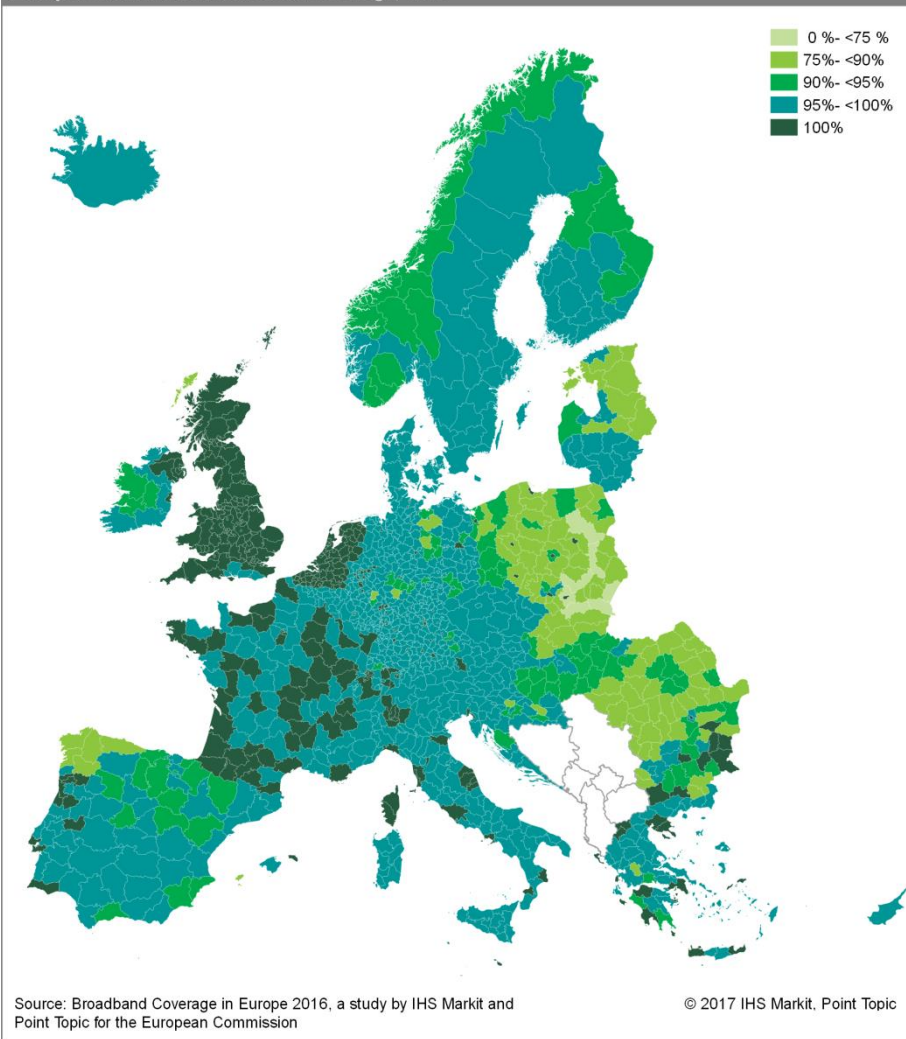 0 %- <75 %
75%- <90%
90%- <95%
95%- <100%
100%
Source: Broadband Coverage in Europe 2016, a study by IHS Markit and
Point Topic for the European Commission
© 2017 IHS Markit, Point Topic